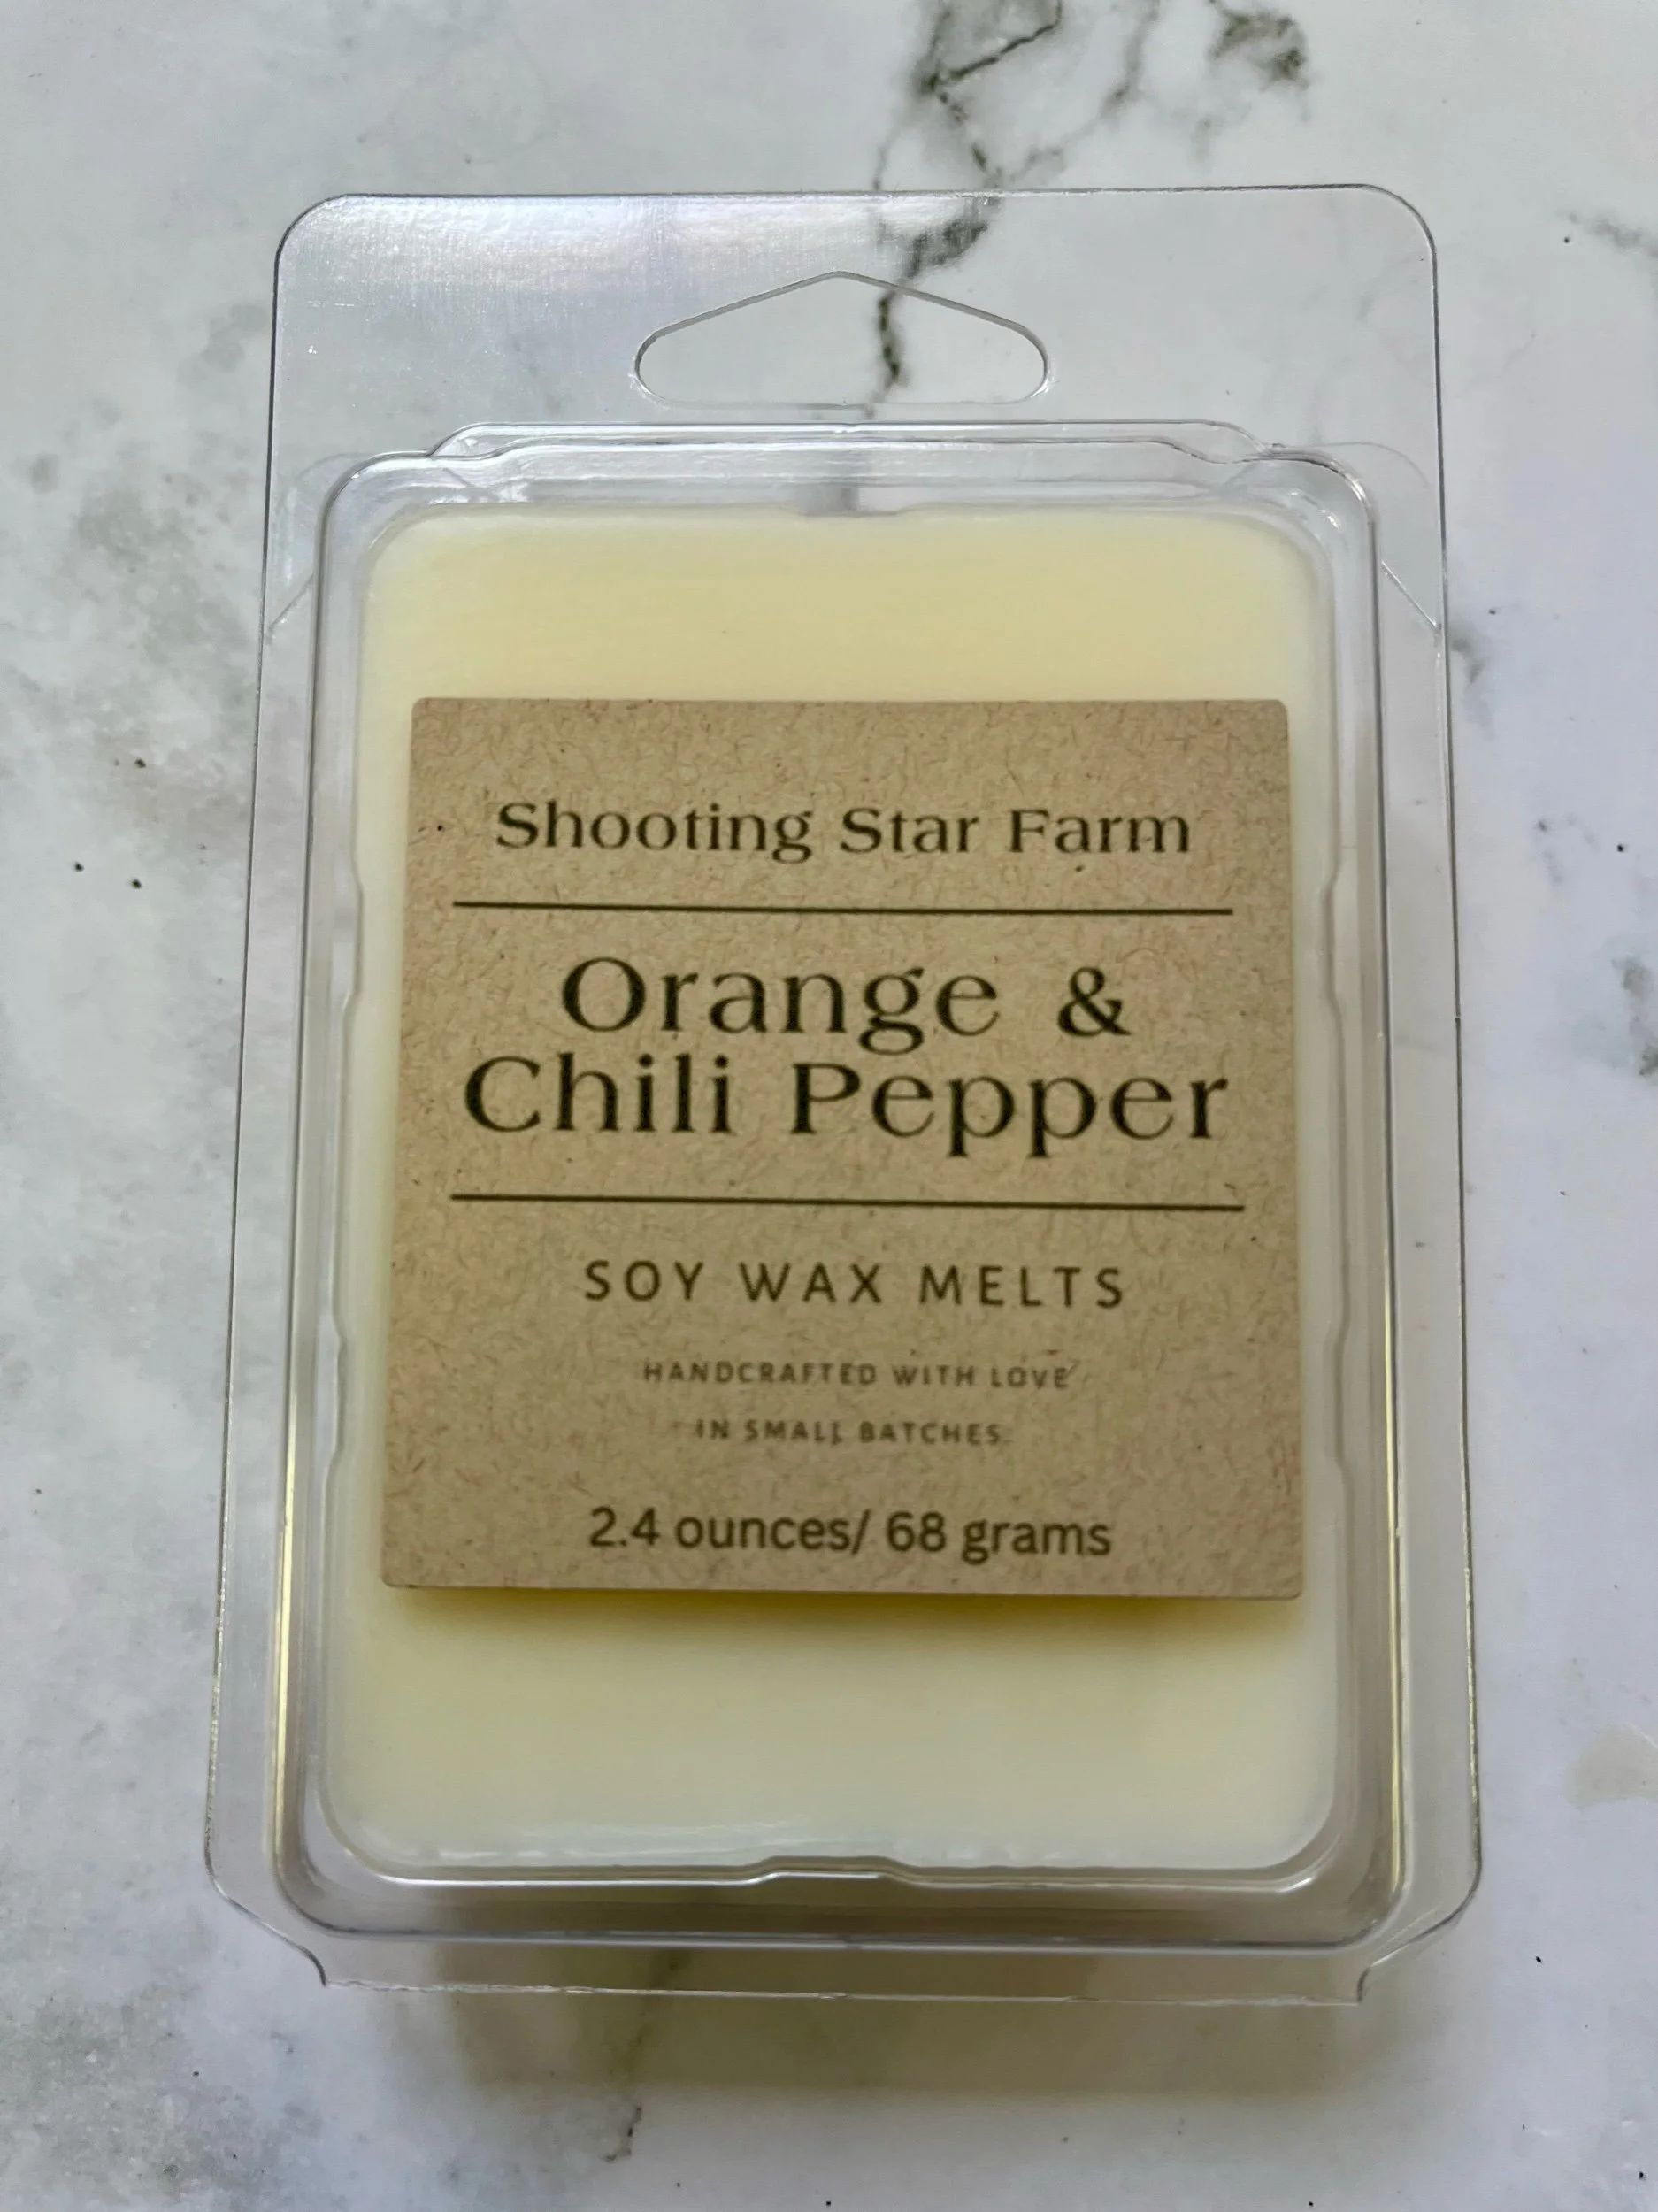 Shooting Star Farm
Orange &
Chili Pepper
SOY WAX MELTS
HANDCRAFTED WITH LOVE
IN SMALL BATCHES.
2.4 ounces/ 68 grams